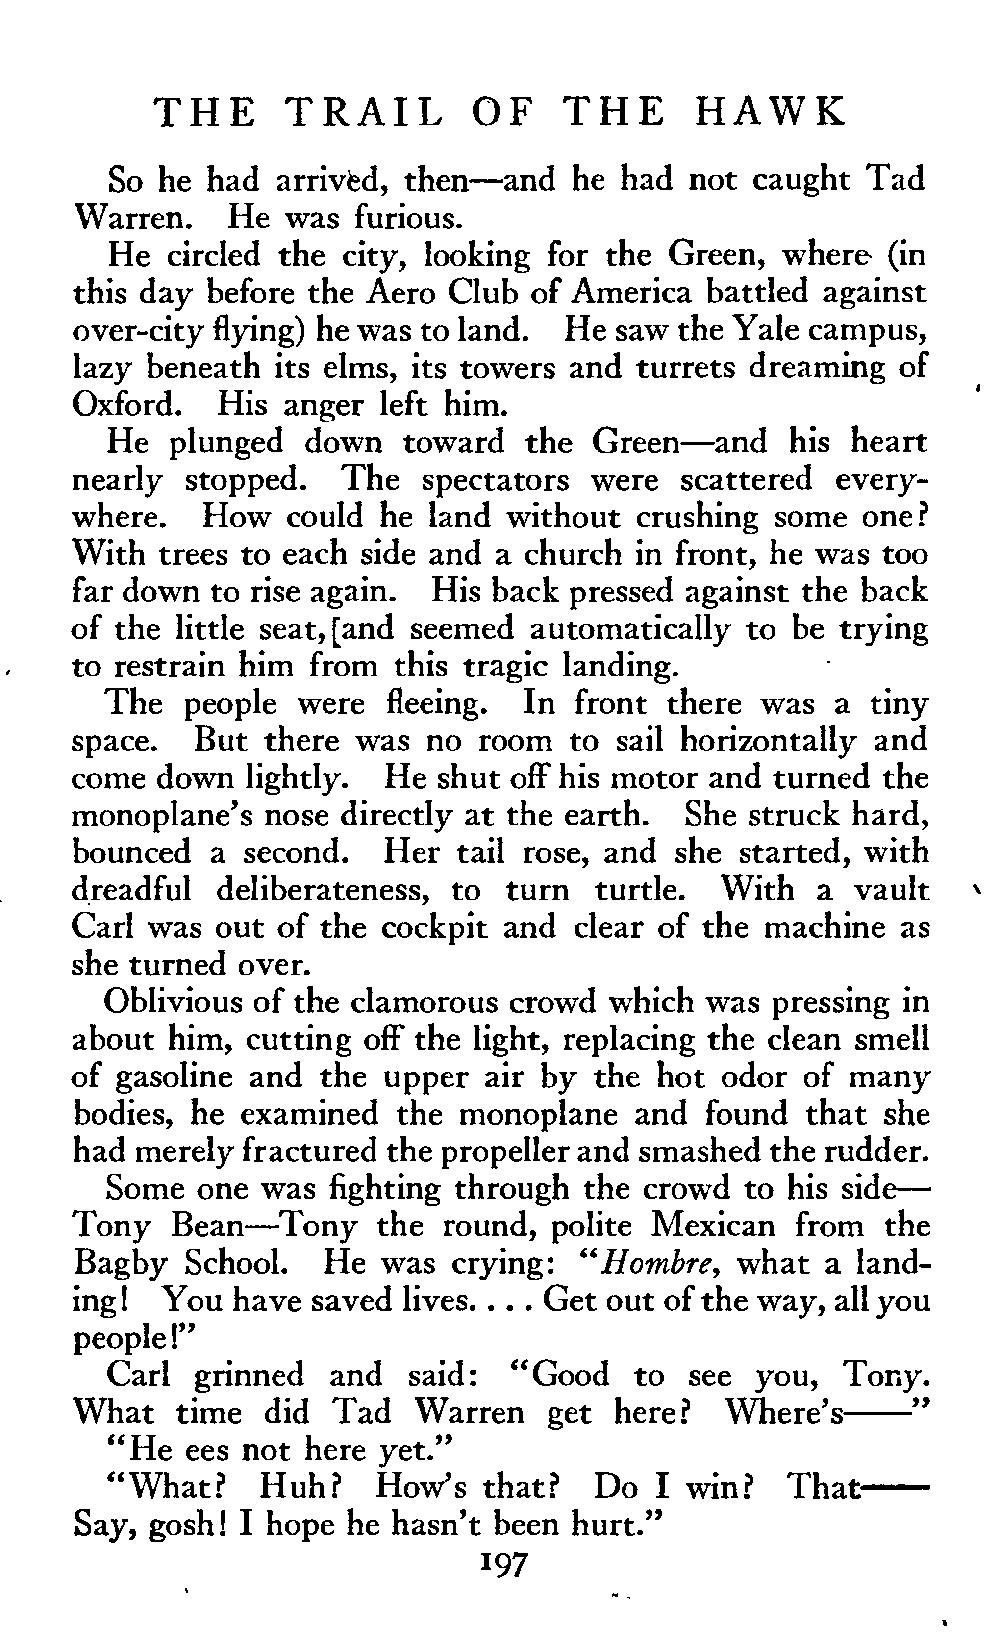 THE TRAIL OF THE HAWK
So he had arrived, then—and he had not caught Tad
Warren. He was furious.
He circled the city, looking for the Green, where (in
this day before the Aero Club of America battled against
over-city flying) he was to land. He saw the Yale campus,
lazy beneath its elms, its towers and turrets dreaming of
Oxford. His anger left him.
He plunged down toward the Green—and his heart
nearly stopped. The spectators were scattered every-
where. How could he land without crushing some one?
With trees to each side and a church in front, he was too
far down to rise again. His back pressed against the back
of the little seat,[and seemed automatically to be trying
to restrain him from this tragic landing.
The people were fleeing. In front there was a tiny
space. But there was no room to sail horizontally and
come down lightly. He shut off his motor and turned the
monoplane's nose directly at the earth. She struck hard,
bounced a second. Her tail rose, and she started, with
dreadful deliberateness, to turn turtle. With a vault
Carl was out of the cockpit and clear of the machine as
she turned over.
Oblivious of the clamorous crowd which was pressing in
about him, cutting off the light, replacing the clean smell
of gasoline and the upper air by the hot odor of many
bodies, he examined the monoplane and found that she
had merely fractured the propeller and smashed the rudder.
Some one was fighting through the crowd to his side—
Tony Bean—Tony the round, polite Mexican from the
Bagby School. He was crying: "Hombre, what a land-
ing! You have saved lives. . . . Get out of the way, all you
people!"
Carl grinned and said: "Good to see you, Tony.
What time did Tad Warren get here? Where's——"
"He ees not here yet."
"What? Huh? How's that? Do I win? That——
Say, gosh! I hope he hasn't been hurt."
197